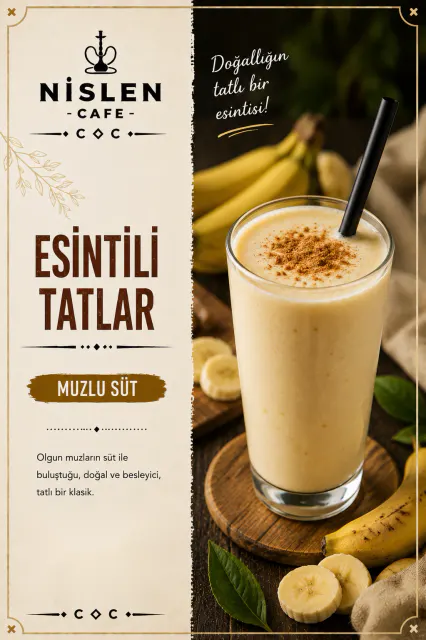 NİSLEN
- CAFE -
C ◇ C
Doğallığın
tatlı bir
esintisi!
ESİNTİLİ
TATLAR
MUZLU SÜT
Olgun muzların süt ile
buluştuğu, doğal ve besleyici,
tatlı bir klasik.
C ◇ C